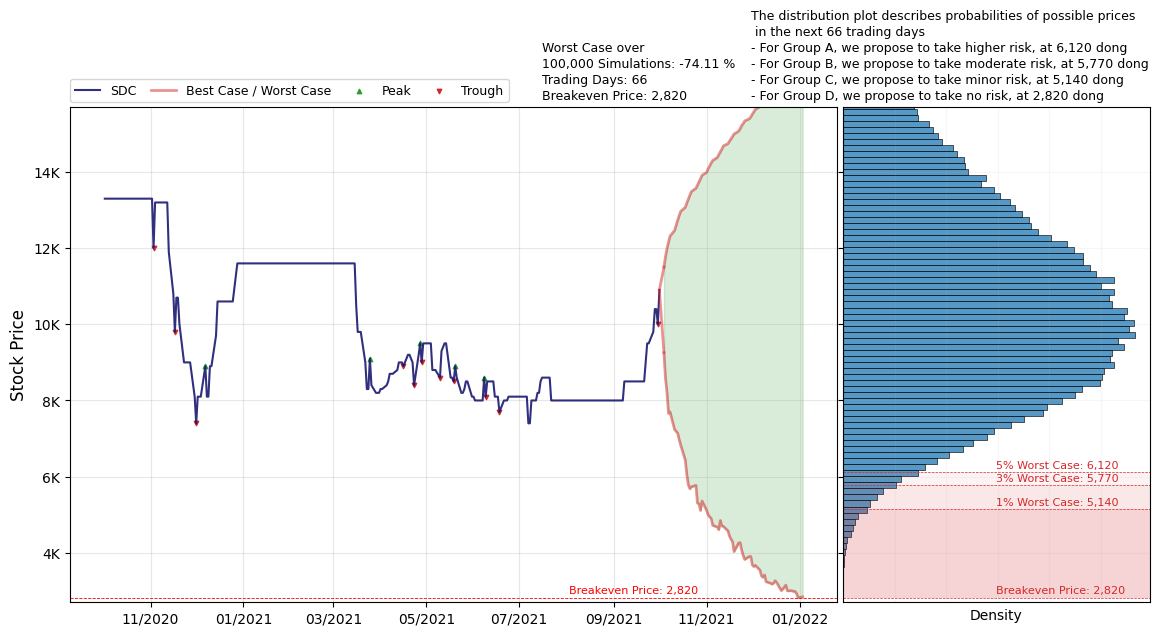 The distribution plot describes probabilities of possible prices
in the next 66 trading days
- For Group A, we propose to take higher risk, at 6,120 dong
- For Group B, we propose to take moderate risk, at 5,770 dong
- For Group C, we propose to take minor risk, at 5,140 dong
- For Group D, we propose to take no risk, at 2,820 dong
Worst Case over
100,000 Simulations: -74.11 %
Trading Days: 66
Breakeven Price: 2,820
SDC Best Case / Worst Case Peak Trough
Stock Price
14K
12K
10K
8K
6K
4K
Breakeven Price: 2,820
11/2020 01/2021 03/2021 05/2021 07/2021 09/2021 11/2021 01/2022
5% Worst Case: 6,120
3% Worst Case: 5,770
1% Worst Case: 5,140
Breakeven Price: 2,820
Density